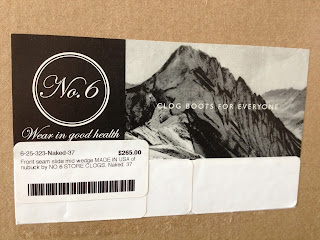 No.6
CLOG BOOTS FOR EVERYONE
Wear in good health
6-25-323-Naked-37 $265.00
Front seam slide mid wedge MADE IN USA of
nubuck by NO 6 STORE CLOGS, Naked, 37